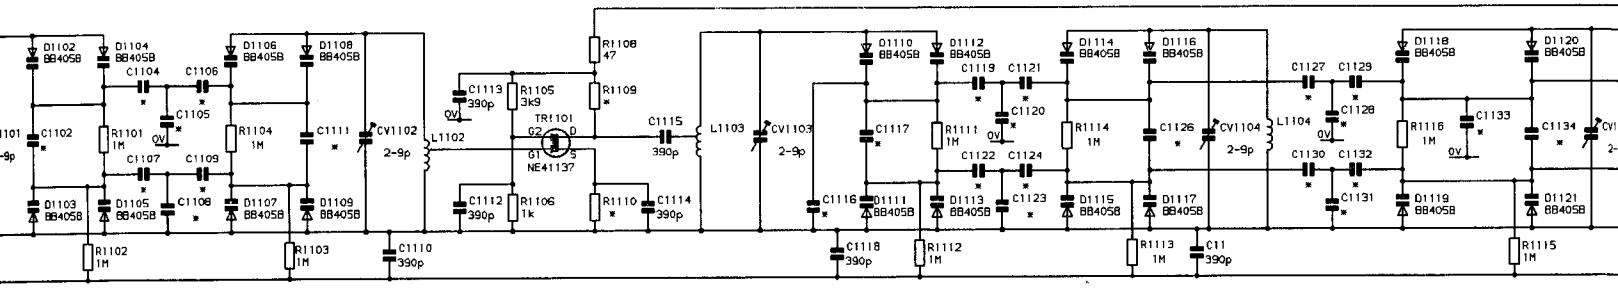 D1102
BB405B
D1104
BB405B
C1104
*
C1106
*
C1105
*
0V
D1106
BB405B
D1108
BB405B
1101
-9p
C1102
*
R1101
1M
R1104
1M
C1111
*
CV1102
2-9p
L1102
C1107
*
C1109
*
C1108
*
D1103
BB405B
D1105
BB405B
D1107
BB405B
D1109
BB405B
R1102
1M
R1103
1M
C1110
390p
C1113
390p
0V
R1105
3k9
R1108
47
R1109
*
TR1101
G2
D
G1
S
NE41137
C1115
390p
C1112
390p
R1106
1k
R1110
*
C1114
390p
L1103
CV1103
2-9p
D1110
BB405B
D1112
BB405B
C1119
*
C1121
*
C1120
*
0V
D1114
BB405B
D1116
BB405B
C1117
*
R1111
1M
R1114
1M
C1126
*
CV1104
2-9p
L1104
C1122
*
C1124
*
C1123
*
C1116
*
D1111
BB405B
D1113
BB405B
D1115
BB405B
D1117
BB405B
C1118
390p
R1112
1M
R1113
1M
C11
390p
C1127
*
C1129
*
C1128
*
0V
D1118
BB405B
D1120
BB405B
R1116
1M
C1133
*
0V
C1134
*
CV1
2-
C1130
*
C1132
*
C1131
*
D1119
BB405B
D1121
BB405B
R1115
1M